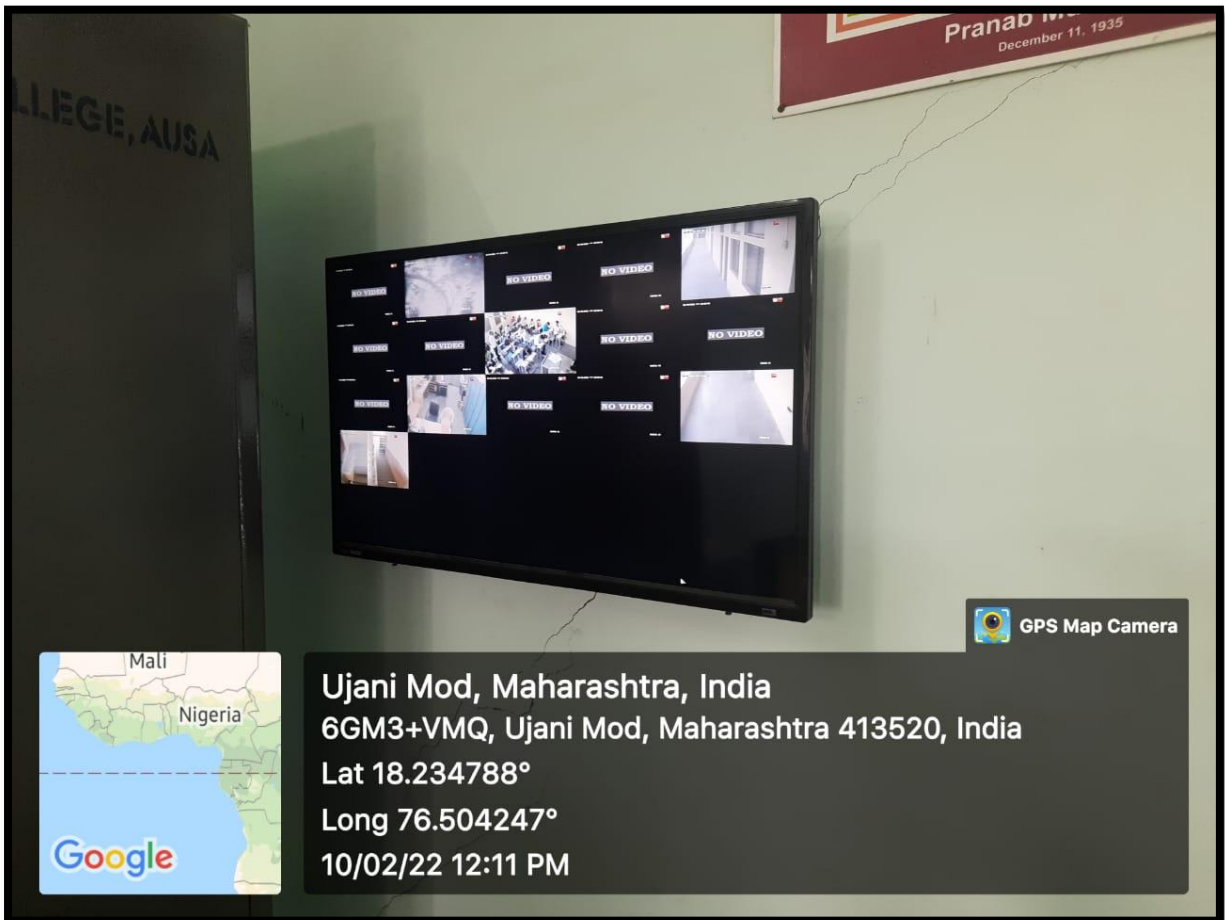 LLEGE, AUSA
Pranab
December 11, 1935
NO VIDEO
NO VIDEO
NO VIDEO
NO VIDEO
NO VIDEO
NO VIDEO
NO VIDEO
NO VIDEO
NO VIDEO
NO VIDEO
GPS Map Camera
Mali
Nigeria
Google
Ujani Mod, Maharashtra, India
6GM3+VMQ, Ujani Mod, Maharashtra 413520, India
Lat 18.234788°
Long 76.504247°
10/02/22 12:11 PM